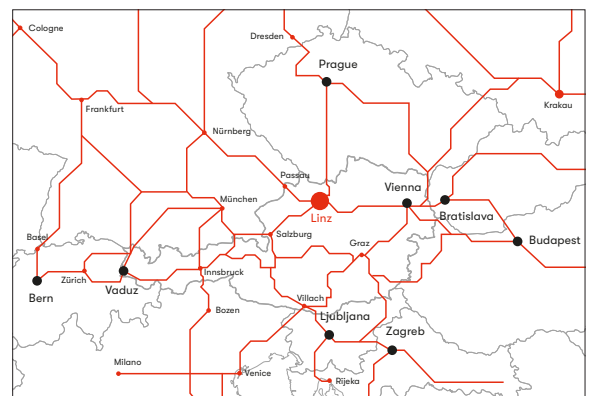 Cologne
Dresden
Prague
Frankfurt
Krakau
Nürnberg
Passau
Vienna
München
Linz
Bratislava
Basel
Salzburg
Graz
Budapest
Zürich
Innsbruck
Bern
Vaduz
Villach
Bozen
Ljubljana
Zagreb
Milano
Venice
Rijeka